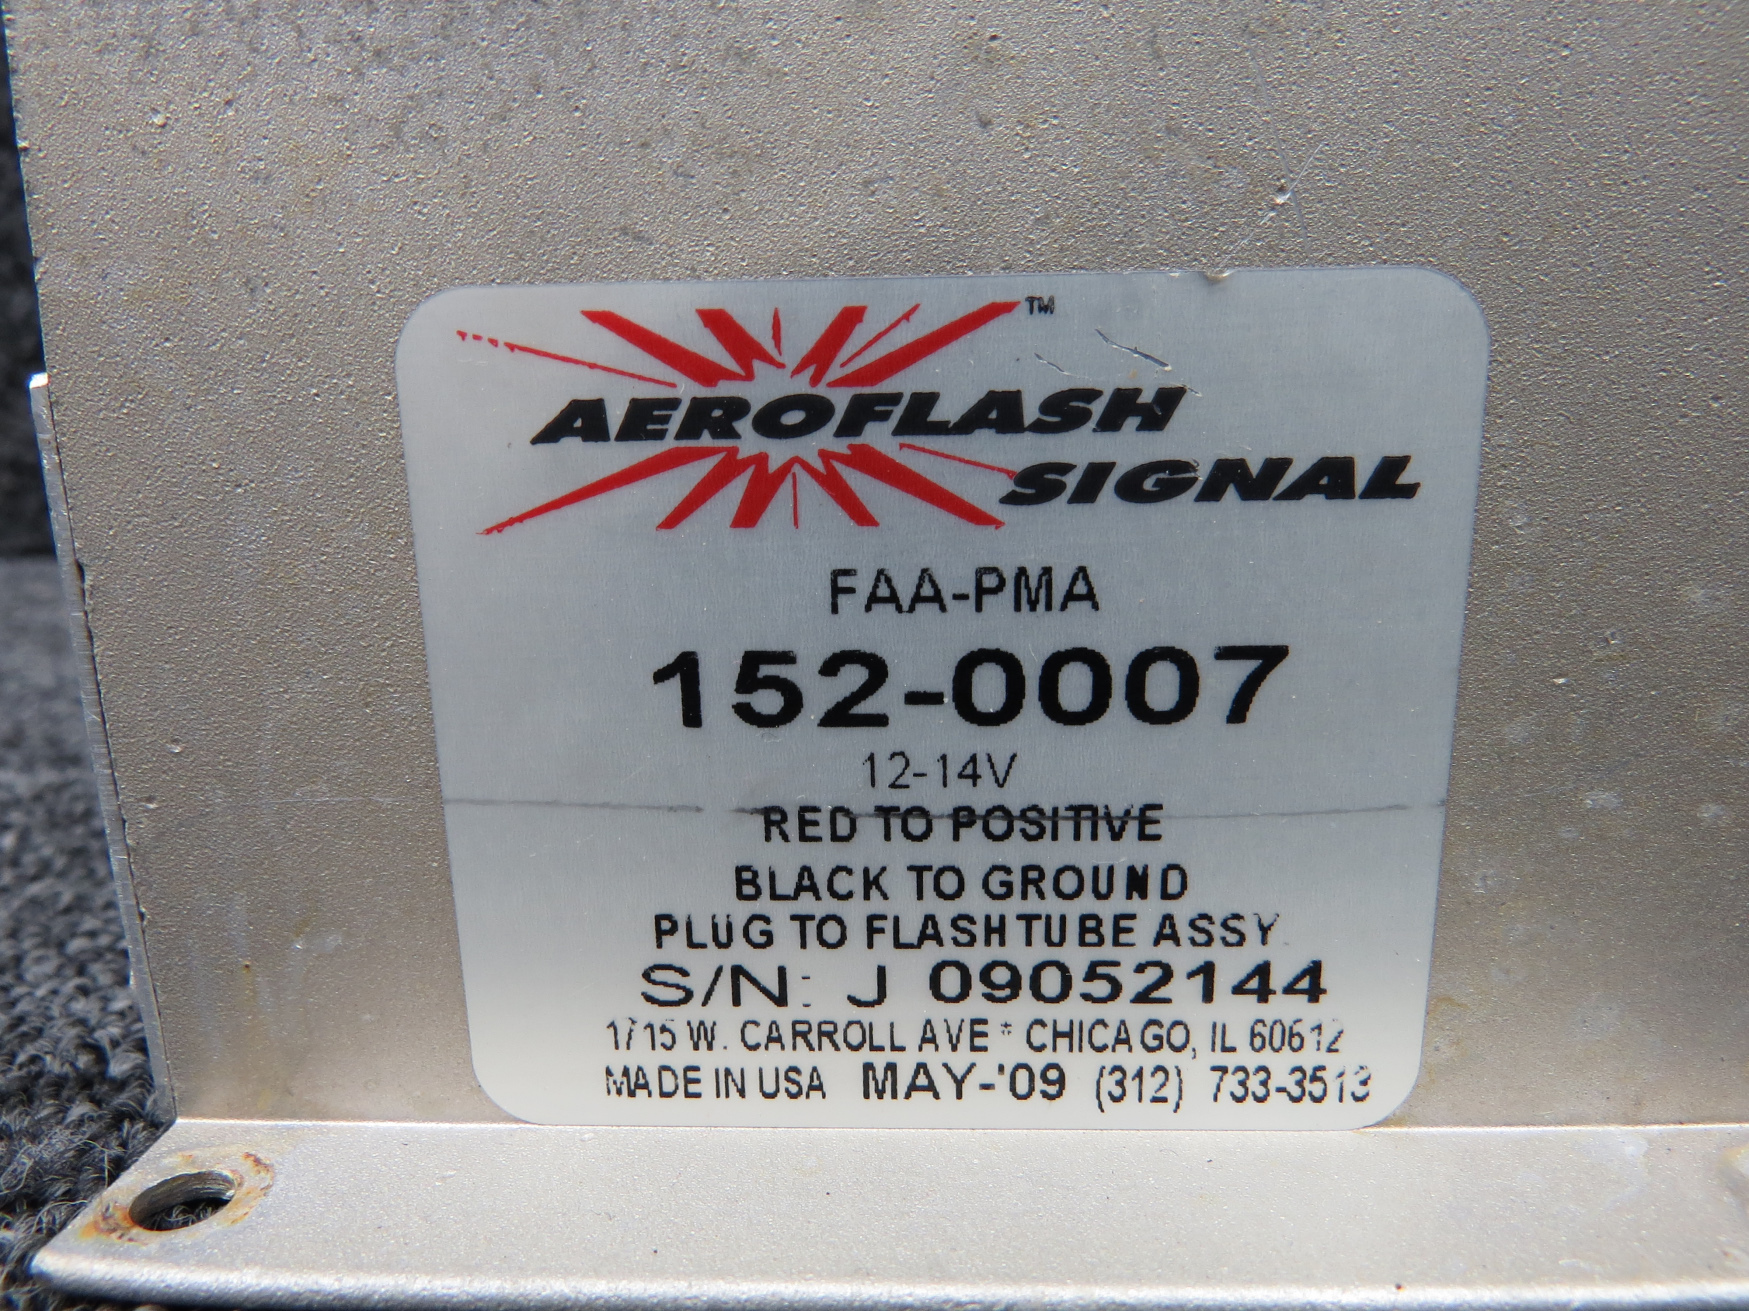 AEROFLASH™
SIGNAL
FAA-PMA
152-0007
12-14V
RED TO POSITIVE
BLACK TO GROUND
PLUG TO FLASHTUBE ASSY.
S/N: J 09052144
1715 W. CARROLL AVE * CHICAGO, IL 60612
MADE IN USA MAY-'09 (312) 733-3513